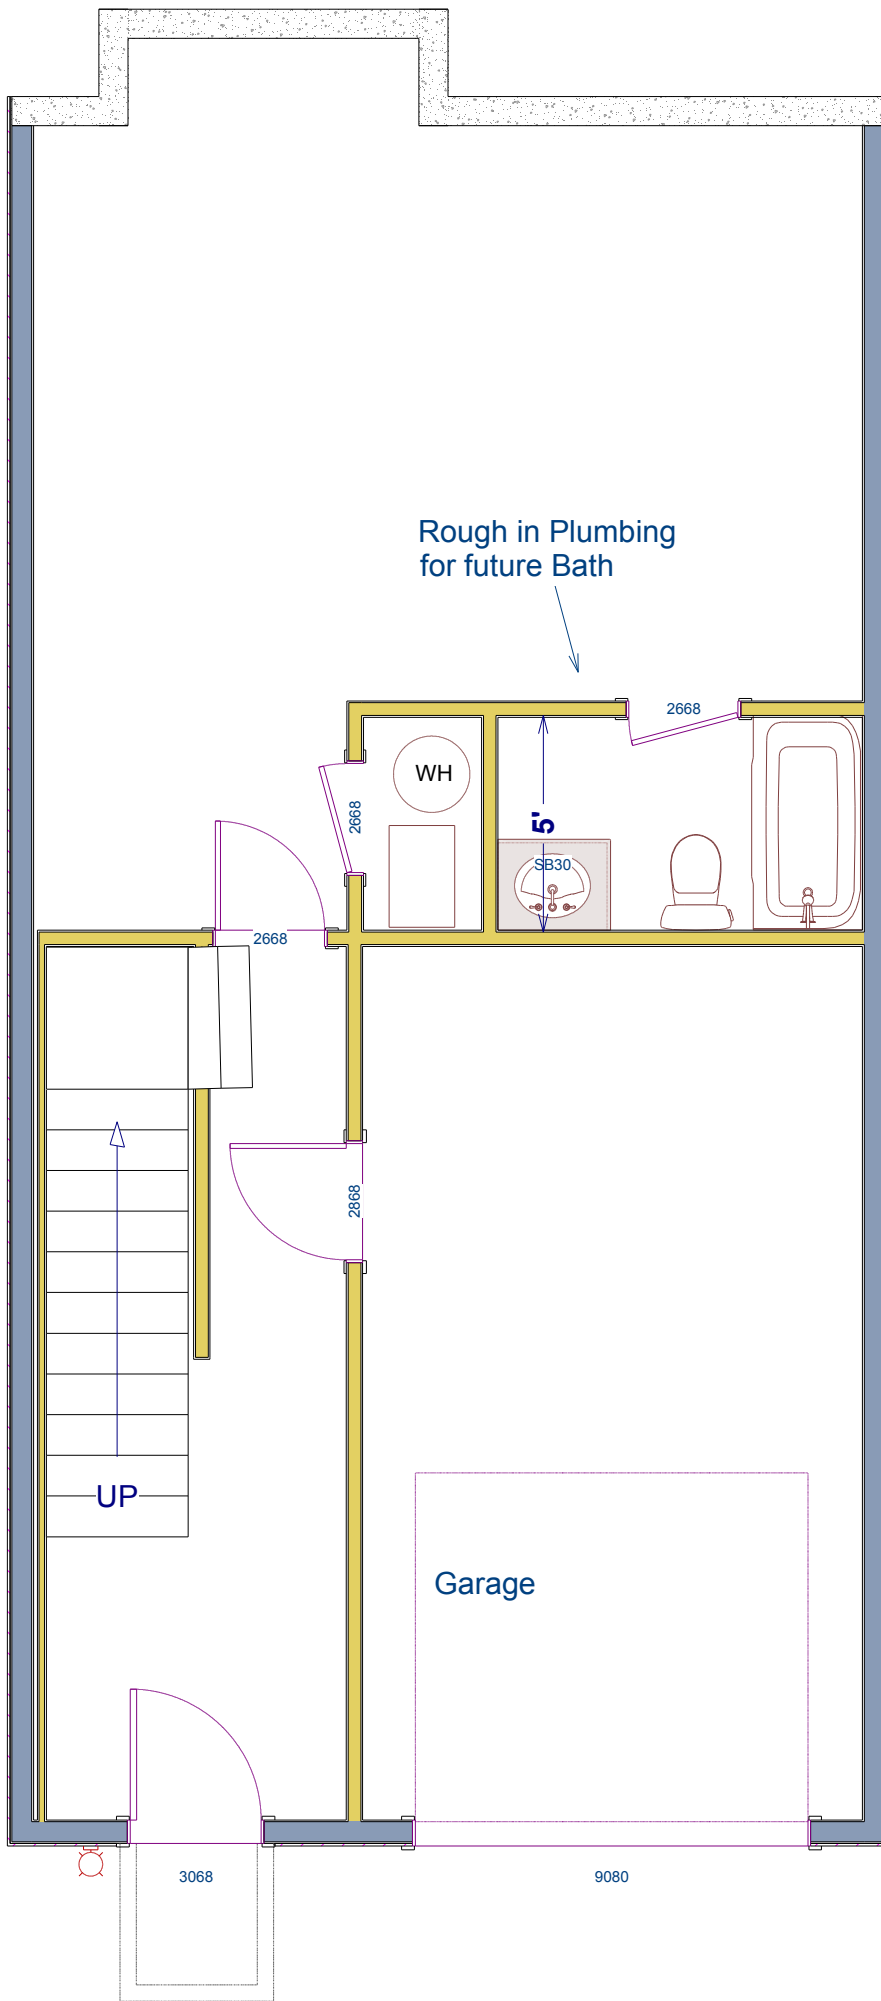 Rough in Plumbing
for future Bath
2668
WH
2668
5'
SB30
2668
2868
UP
Garage
3068
9080